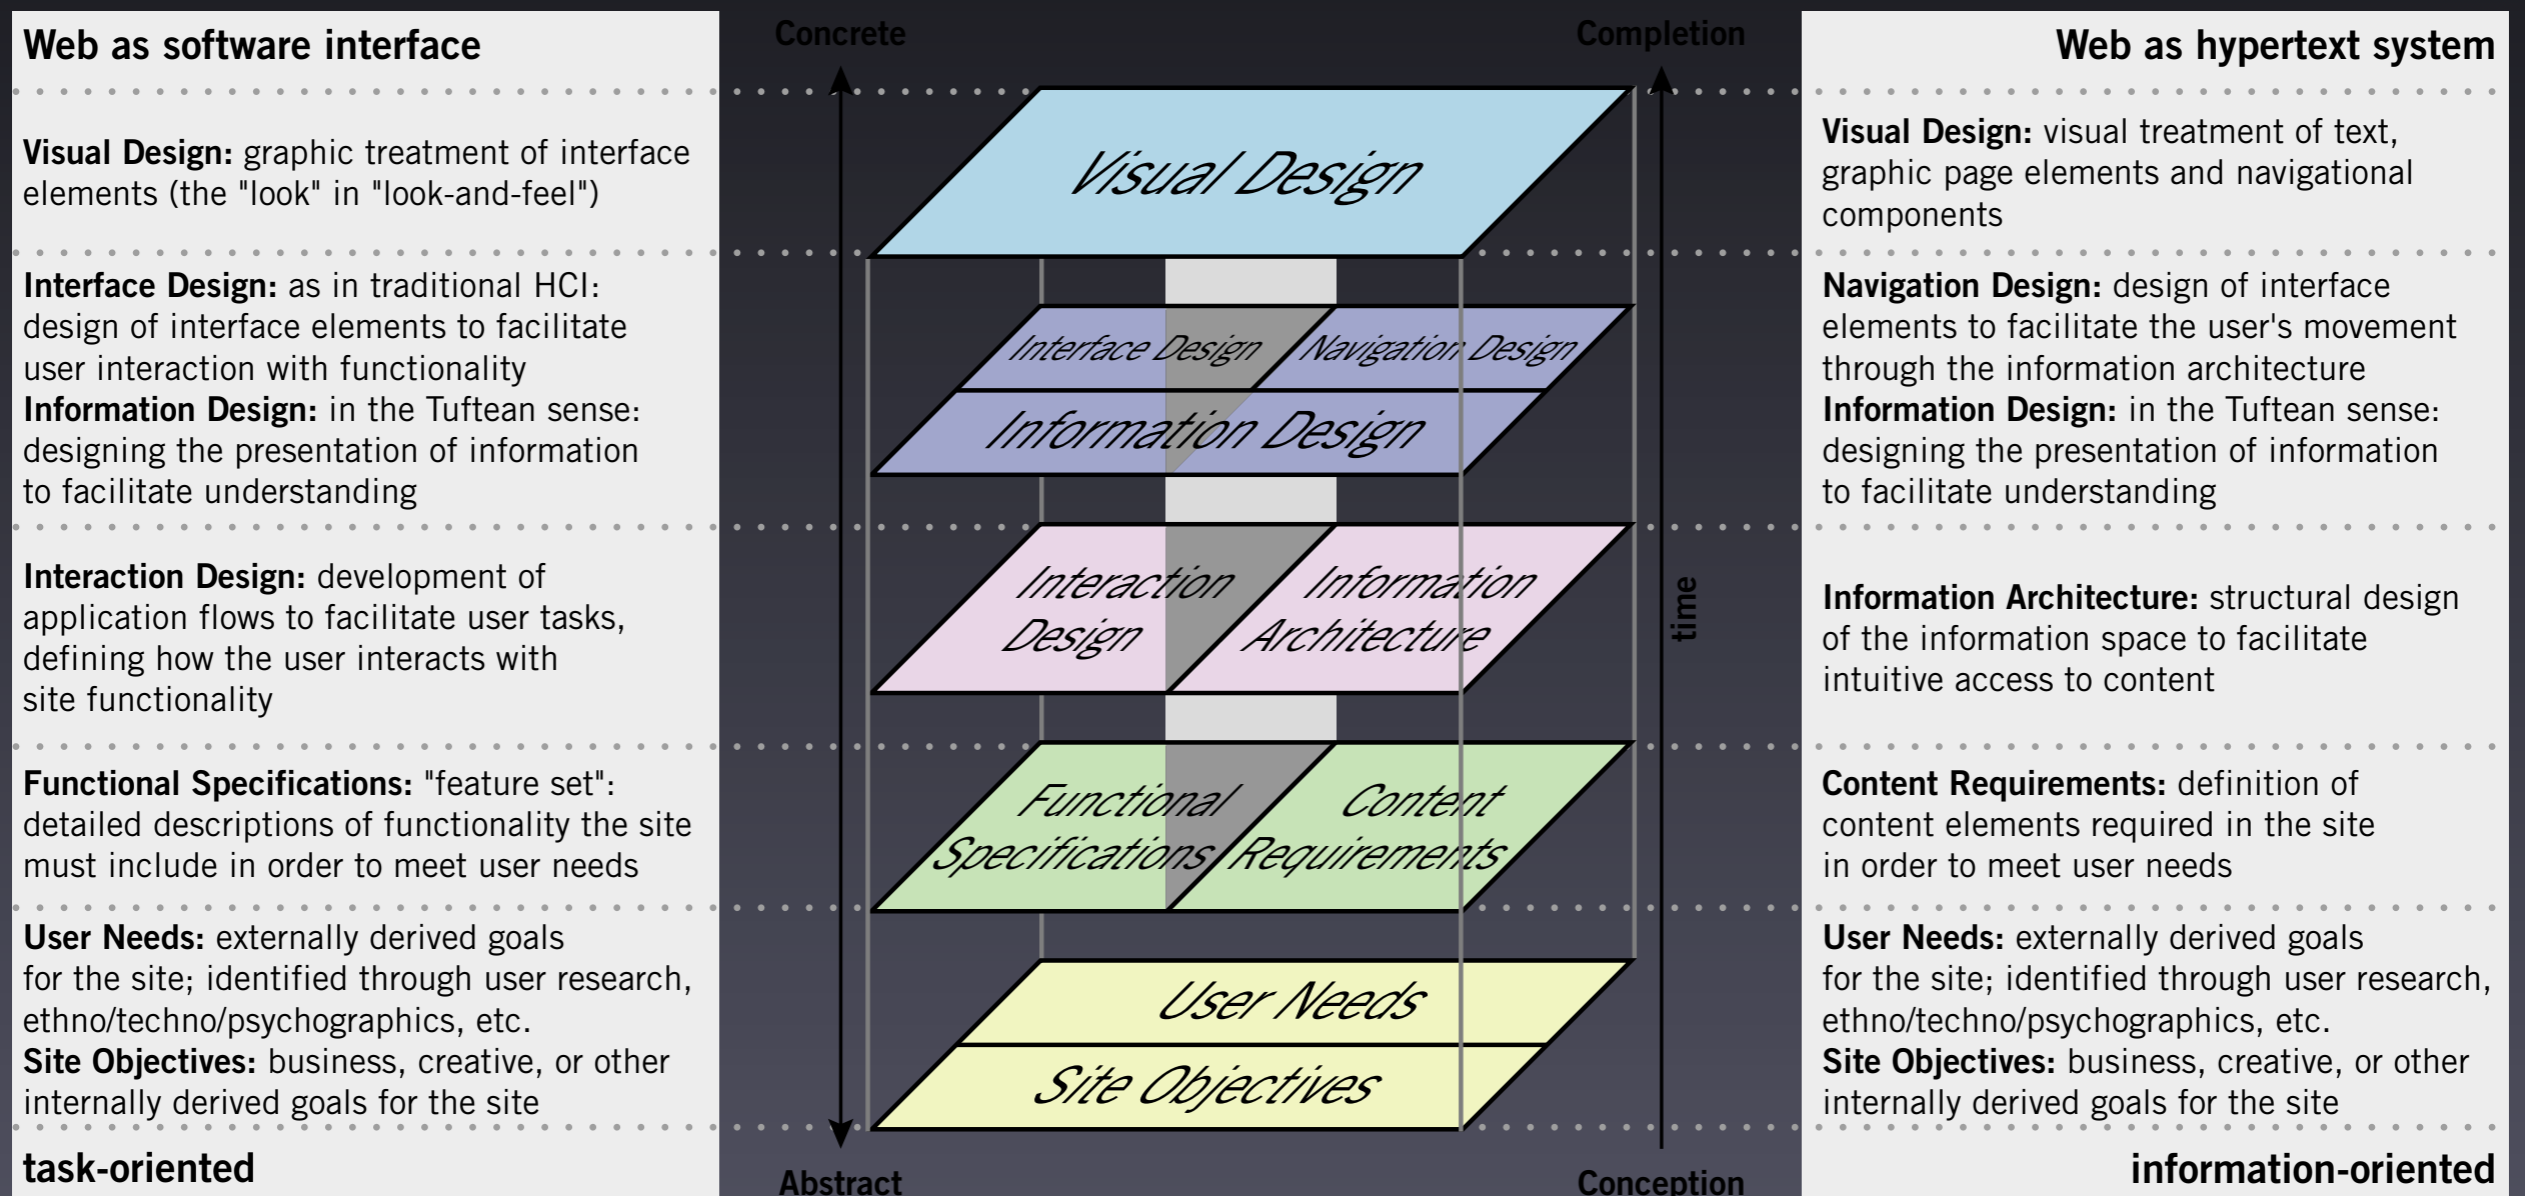 Web as software interface
Visual Design: graphic treatment of interface
elements (the "look" in "look-and-feel")
Interface Design: as in traditional HCI:
design of interface elements to facilitate
user interaction with functionality
Information Design: in the Tuftean sense:
designing the presentation of information
to facilitate understanding
Interaction Design: development of
application flows to facilitate user tasks,
defining how the user interacts with
site functionality
Functional Specifications: "feature set":
detailed descriptions of functionality the site
must include in order to meet user needs
User Needs: externally derived goals
for the site; identified through user research,
ethno/techno/psychographics, etc.
Site Objectives: business, creative, or other
internally derived goals for the site
task-oriented
Concrete
Completion
Visual Design
Interface Design
Navigation Design
Information Design
Interaction
Design
Information
Architecture
time
Functional
Specifications
Content
Requirements
User Needs
Site Objectives
Abstract
Conception
Web as hypertext system
Visual Design: visual treatment of text,
graphic page elements and navigational
components
Navigation Design: design of interface
elements to facilitate the user's movement
through the information architecture
Information Design: in the Tuftean sense:
designing the presentation of information
to facilitate understanding
Information Architecture: structural design
of the information space to facilitate
intuitive access to content
Content Requirements: definition of
content elements required in the site
in order to meet user needs
User Needs: externally derived goals
for the site; identified through user research,
ethno/techno/psychographics, etc.
Site Objectives: business, creative, or other
internally derived goals for the site
information-oriented